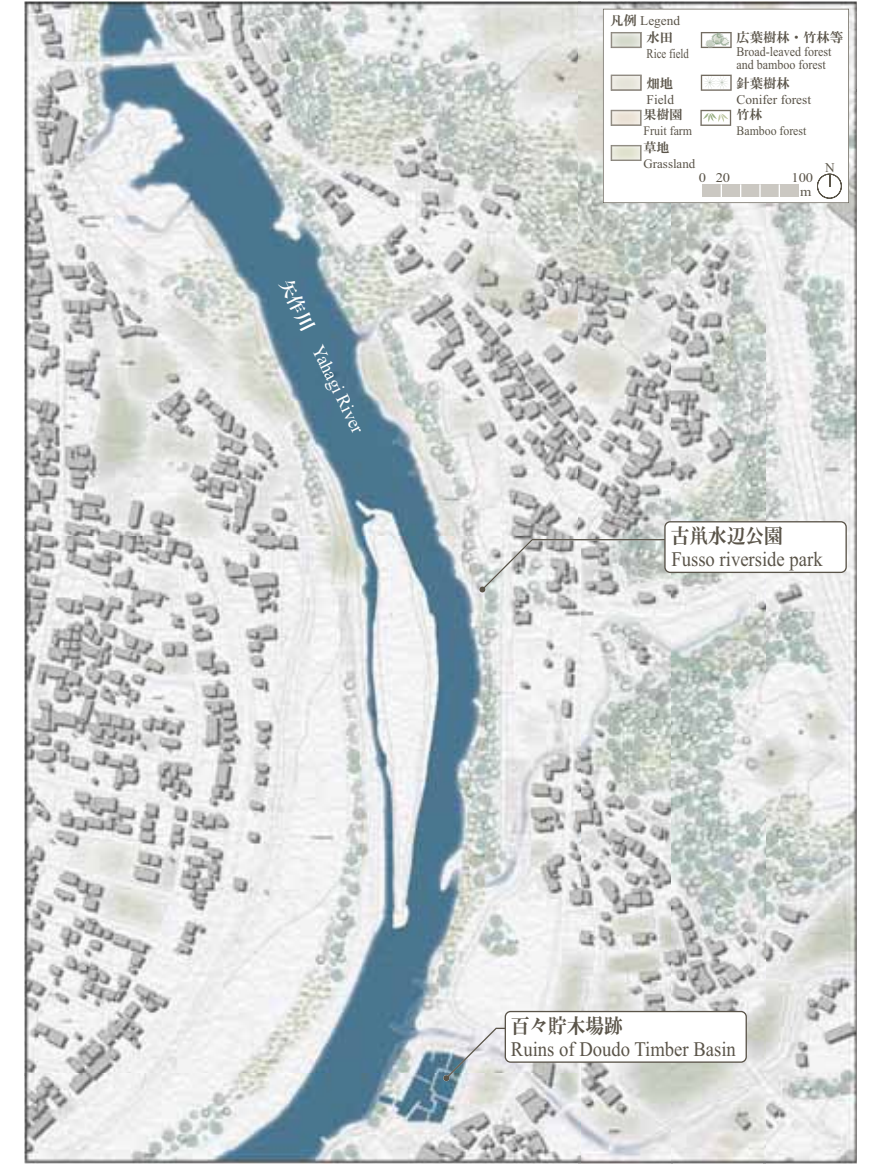 凡例 Legend
水田
Rice field
畑地
Field
果樹園
Fruit farm
草地
Grassland
広葉樹林・竹林等
Broad-leaved forest
and bamboo forest
針葉樹林
Conifer forest
竹林
Bamboo forest
0 20 100
m
N
矢作川 Yahagi River
古鼡水辺公園
Fusso riverside park
百々貯木場跡
Ruins of Doudo Timber Basin